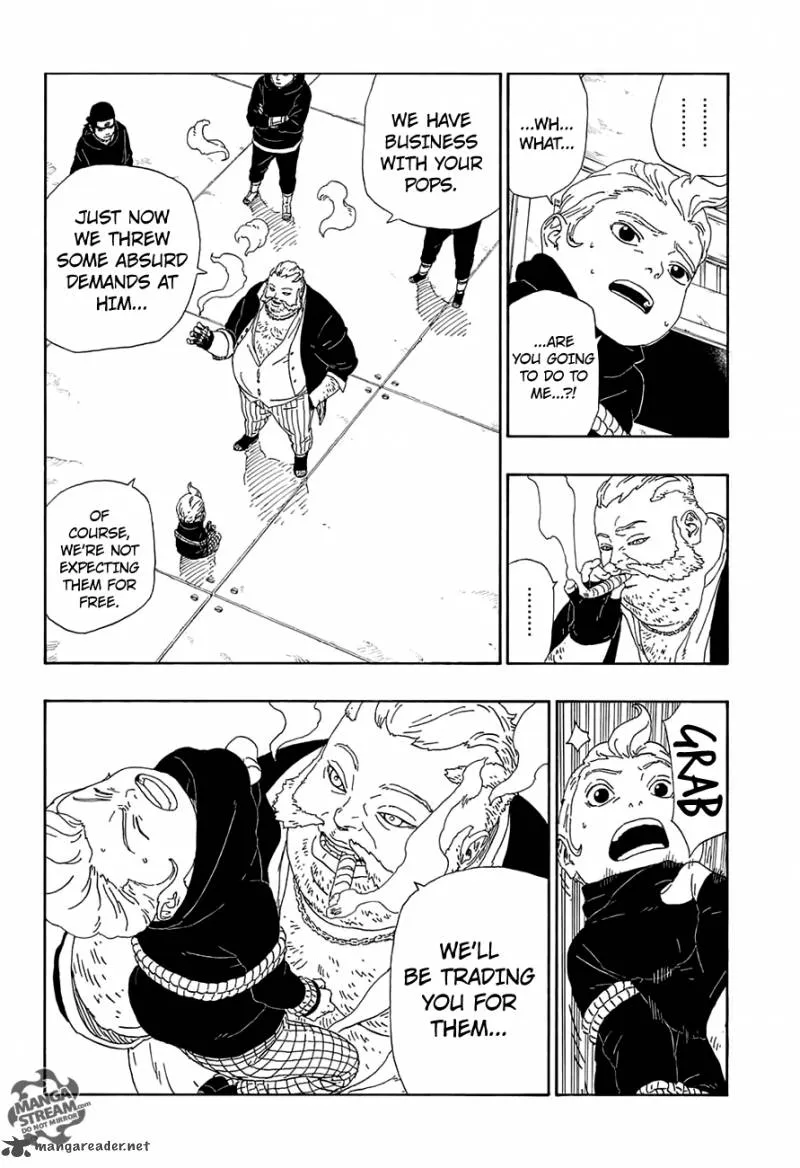 .........
...WH...
WHAT...
...ARE
YOU GOING
TO DO TO
ME...?!
WE HAVE
BUSINESS
WITH YOUR
POPS.
JUST NOW
WE THREW
SOME ABSURD
DEMANDS AT
HIM...
OF
COURSE,
WE'RE NOT
EXPECTING
THEM FOR
FREE.
.........
GRAB
WE'LL
BE TRADING
YOU FOR
THEM...
MANGA
STREAM.COM
DO NOT MIRROR
mangareader.net